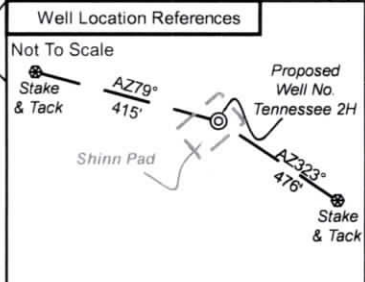 Well Location References
Not To Scale
Stake
& Tack
AZ79°
415'
Proposed
Well No.
Tennessee 2H
Shinn Pad
AZ323°
476'
Stake
& Tack